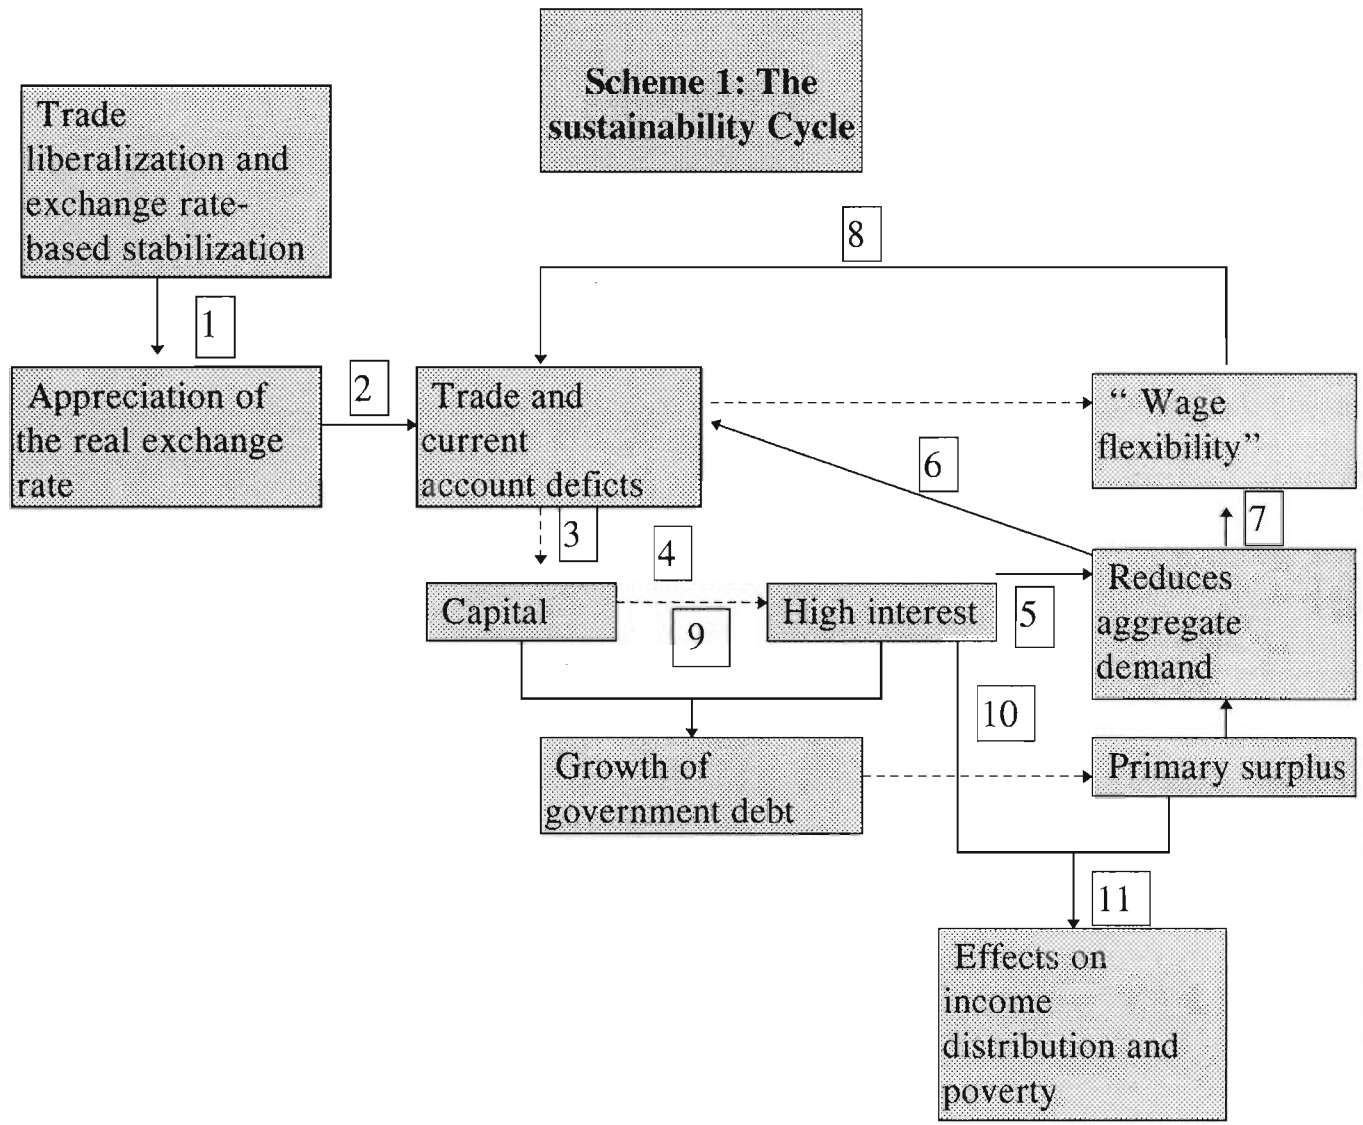 Scheme 1: The
sustainability Cycle
Trade
liberalization and
exchange rate-
based stabilization
8
1
Appreciation of
the real exchange
rate
2
Trade and
current
account deficts
“ Wage
flexibility”
6
7
3
4
Capital
High interest
5
Reduces
aggregate
demand
9
10
Growth of
government debt
Primary surplus
11
Effects on
income
distribution and
poverty